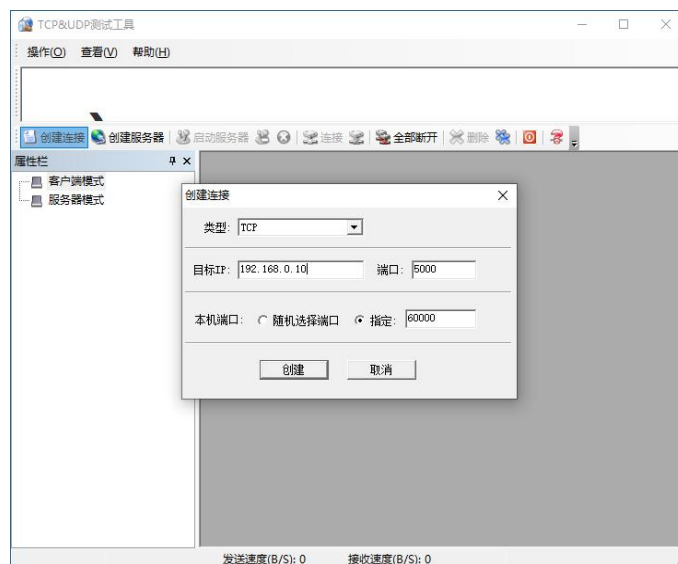 TCP&UDP测试工具
操作(O) 查看(V) 帮助(H)
创建连接 创建服务器 启动服务器 连接 全部断开 删除
属性栏
客户端模式
服务器模式
创建连接
类型: TCP
目标IP: 192.168.0.10 端口: 5000
本机端口: 随机选择端口 指定: 60000
创建 取消
发送速度(B/S): 0 接收速度(B/S): 0